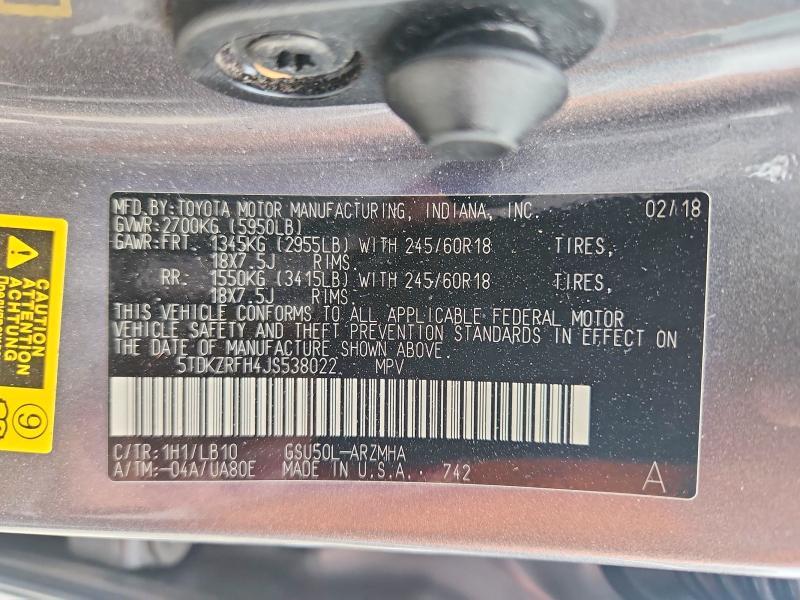 MFD.BY:TOYOTA MOTOR MANUFACTURING, INDIANA, INC. 02/18
GVWR:2700KG (5950LB)
GAWR:FRT. 1345KG (2955LB) WITH 245/60R18 TIRES,
18X7.5J RIMS.
RR. 1550KG (3415LB) WITH 245/60R18 TIRES,
18X7.5J RIMS.
THIS VEHICLE CONFORMS TO ALL APPLICABLE FEDERAL MOTOR
VEHICLE SAFETY AND THEFT PREVENTION STANDARDS IN EFFECT ON
THE DATE OF MANUFACTURE SHOWN ABOVE.
5TDKZRFH4JS538022 MPV
C/TR:1H1/LB10 GSU50L-ARZMHA
A/TM:-04A/UA80E MADE IN U.S.A. 742 A
CAUTION
ATTENTION
ACHTUNG
9